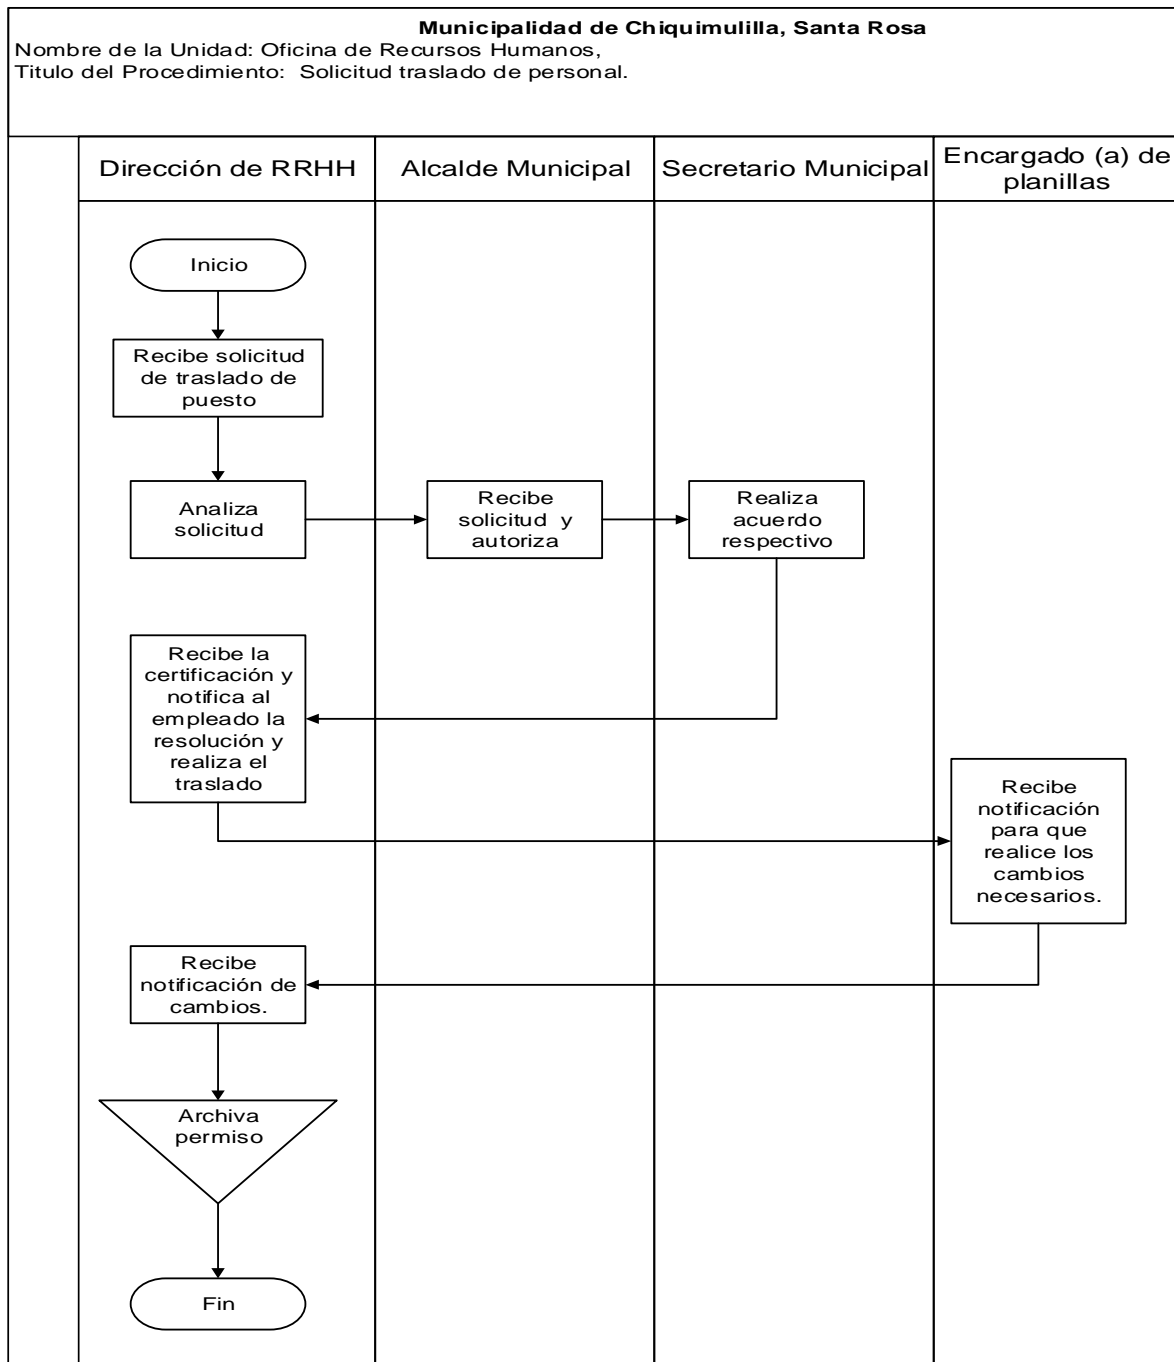 Municipalidad de Chiquimulilla, Santa Rosa
Nombre de la Unidad: Oficina de Recursos Humanos,
Titulo del Procedimiento: Solicitud traslado de personal.
Dirección de RRHH
Alcalde Municipal
Secretario Municipal
Encargado (a) de
planillas
Inicio
Recibe solicitud
de traslado de
puesto
Analiza
solicitud
Recibe
solicitud y
autoriza
Realiza
acuerdo
respectivo
Recibe la
certificación y
notifica al
empleado la
resolución y
realiza el
traslado
Recibe
notificación
para que
realice los
cambios
necesarios.
Recibe
notificación de
cambios.
Archiva
permiso
Fin